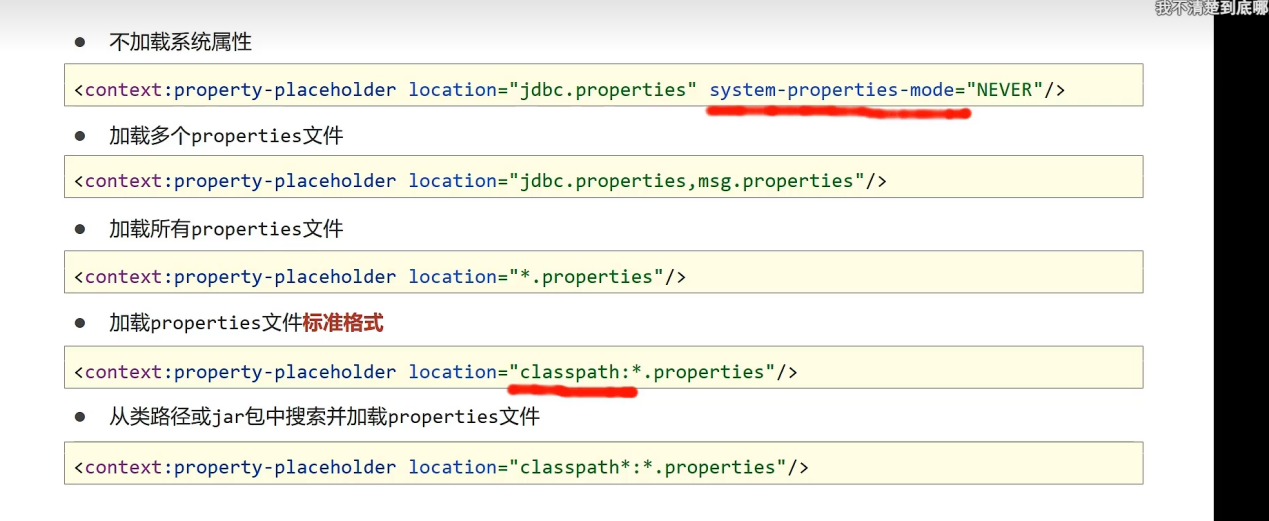 我不清楚到底哪
● 不加载系统属性
<context:property-placeholder location="jdbc.properties" system-properties-mode="NEVER"/>
● 加载多个properties文件
<context:property-placeholder location="jdbc.properties,msg.properties"/>
● 加载所有properties文件
<context:property-placeholder location="*.properties"/>
● 加载properties文件标准格式
<context:property-placeholder location="classpath:*.properties"/>
● 从类路径或jar包中搜索并加载properties文件
<context:property-placeholder location="classpath*:*.properties"/>